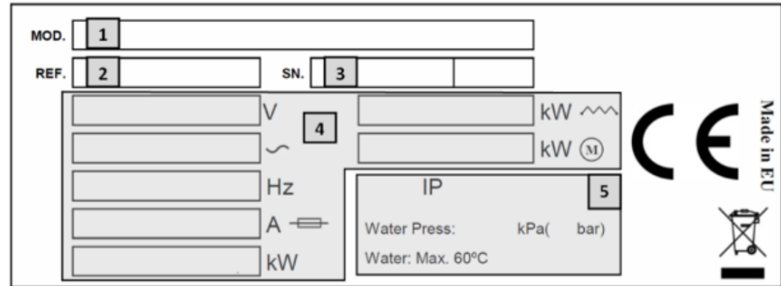 MOD. 1
REF. 2 SN. 3
V 4 kW
kW M
Hz
A
kW
IP 5
Water Press: kPa( bar)
Water: Max. 60ºC
CE
Made in EU